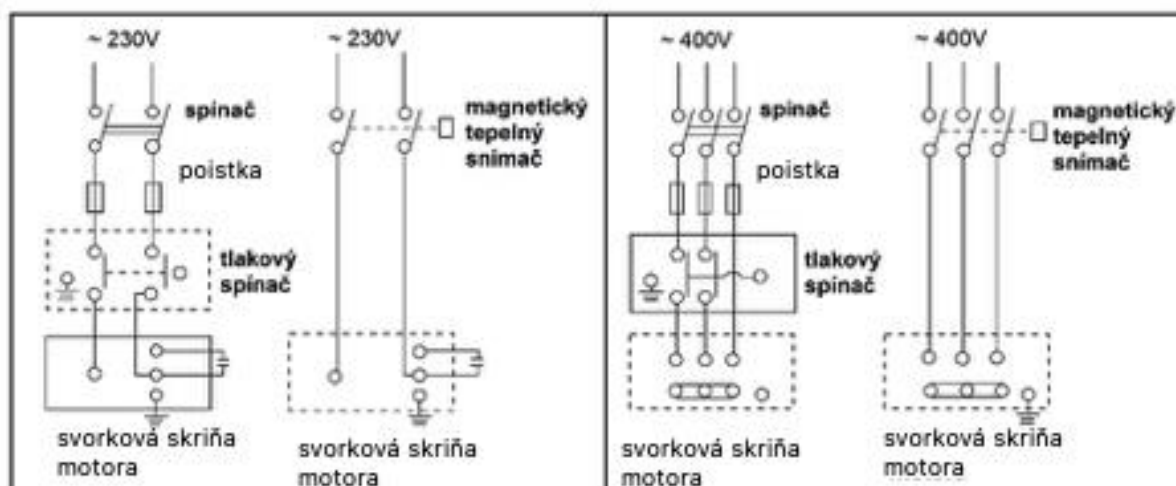 ~ 230V
spínač
poistka
tlakový
spínač
svorková skriňa
motora
~ 230V
magnetický
tepelný
snímač
svorková skriňa
motora
~ 400V
spínač
poistka
tlakový
spínač
svorková skriňa
motora
~ 400V
magnetický
tepelný
snímač
svorková skriňa
motora